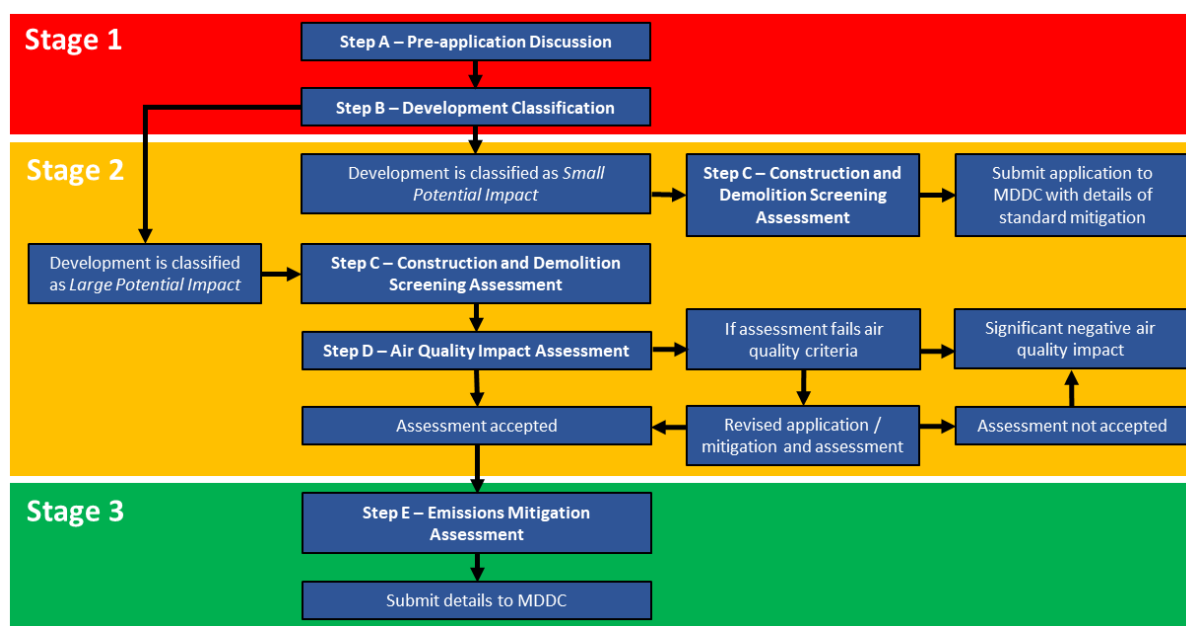 Stage 1
Step A – Pre-application Discussion
Step B – Development Classification
Stage 2
Development is classified as Small
Potential Impact
Step C – Construction and
Demolition Screening
Assessment
Submit application to
MDDC with details of
standard mitigation
Development is classified
as Large Potential Impact
Step C – Construction and Demolition
Screening Assessment
Step D – Air Quality Impact Assessment
If assessment fails air
quality criteria
Significant negative air
quality impact
Assessment accepted
Revised application /
mitigation and assessment
Assessment not accepted
Stage 3
Step E – Emissions Mitigation
Assessment
Submit details to MDDC